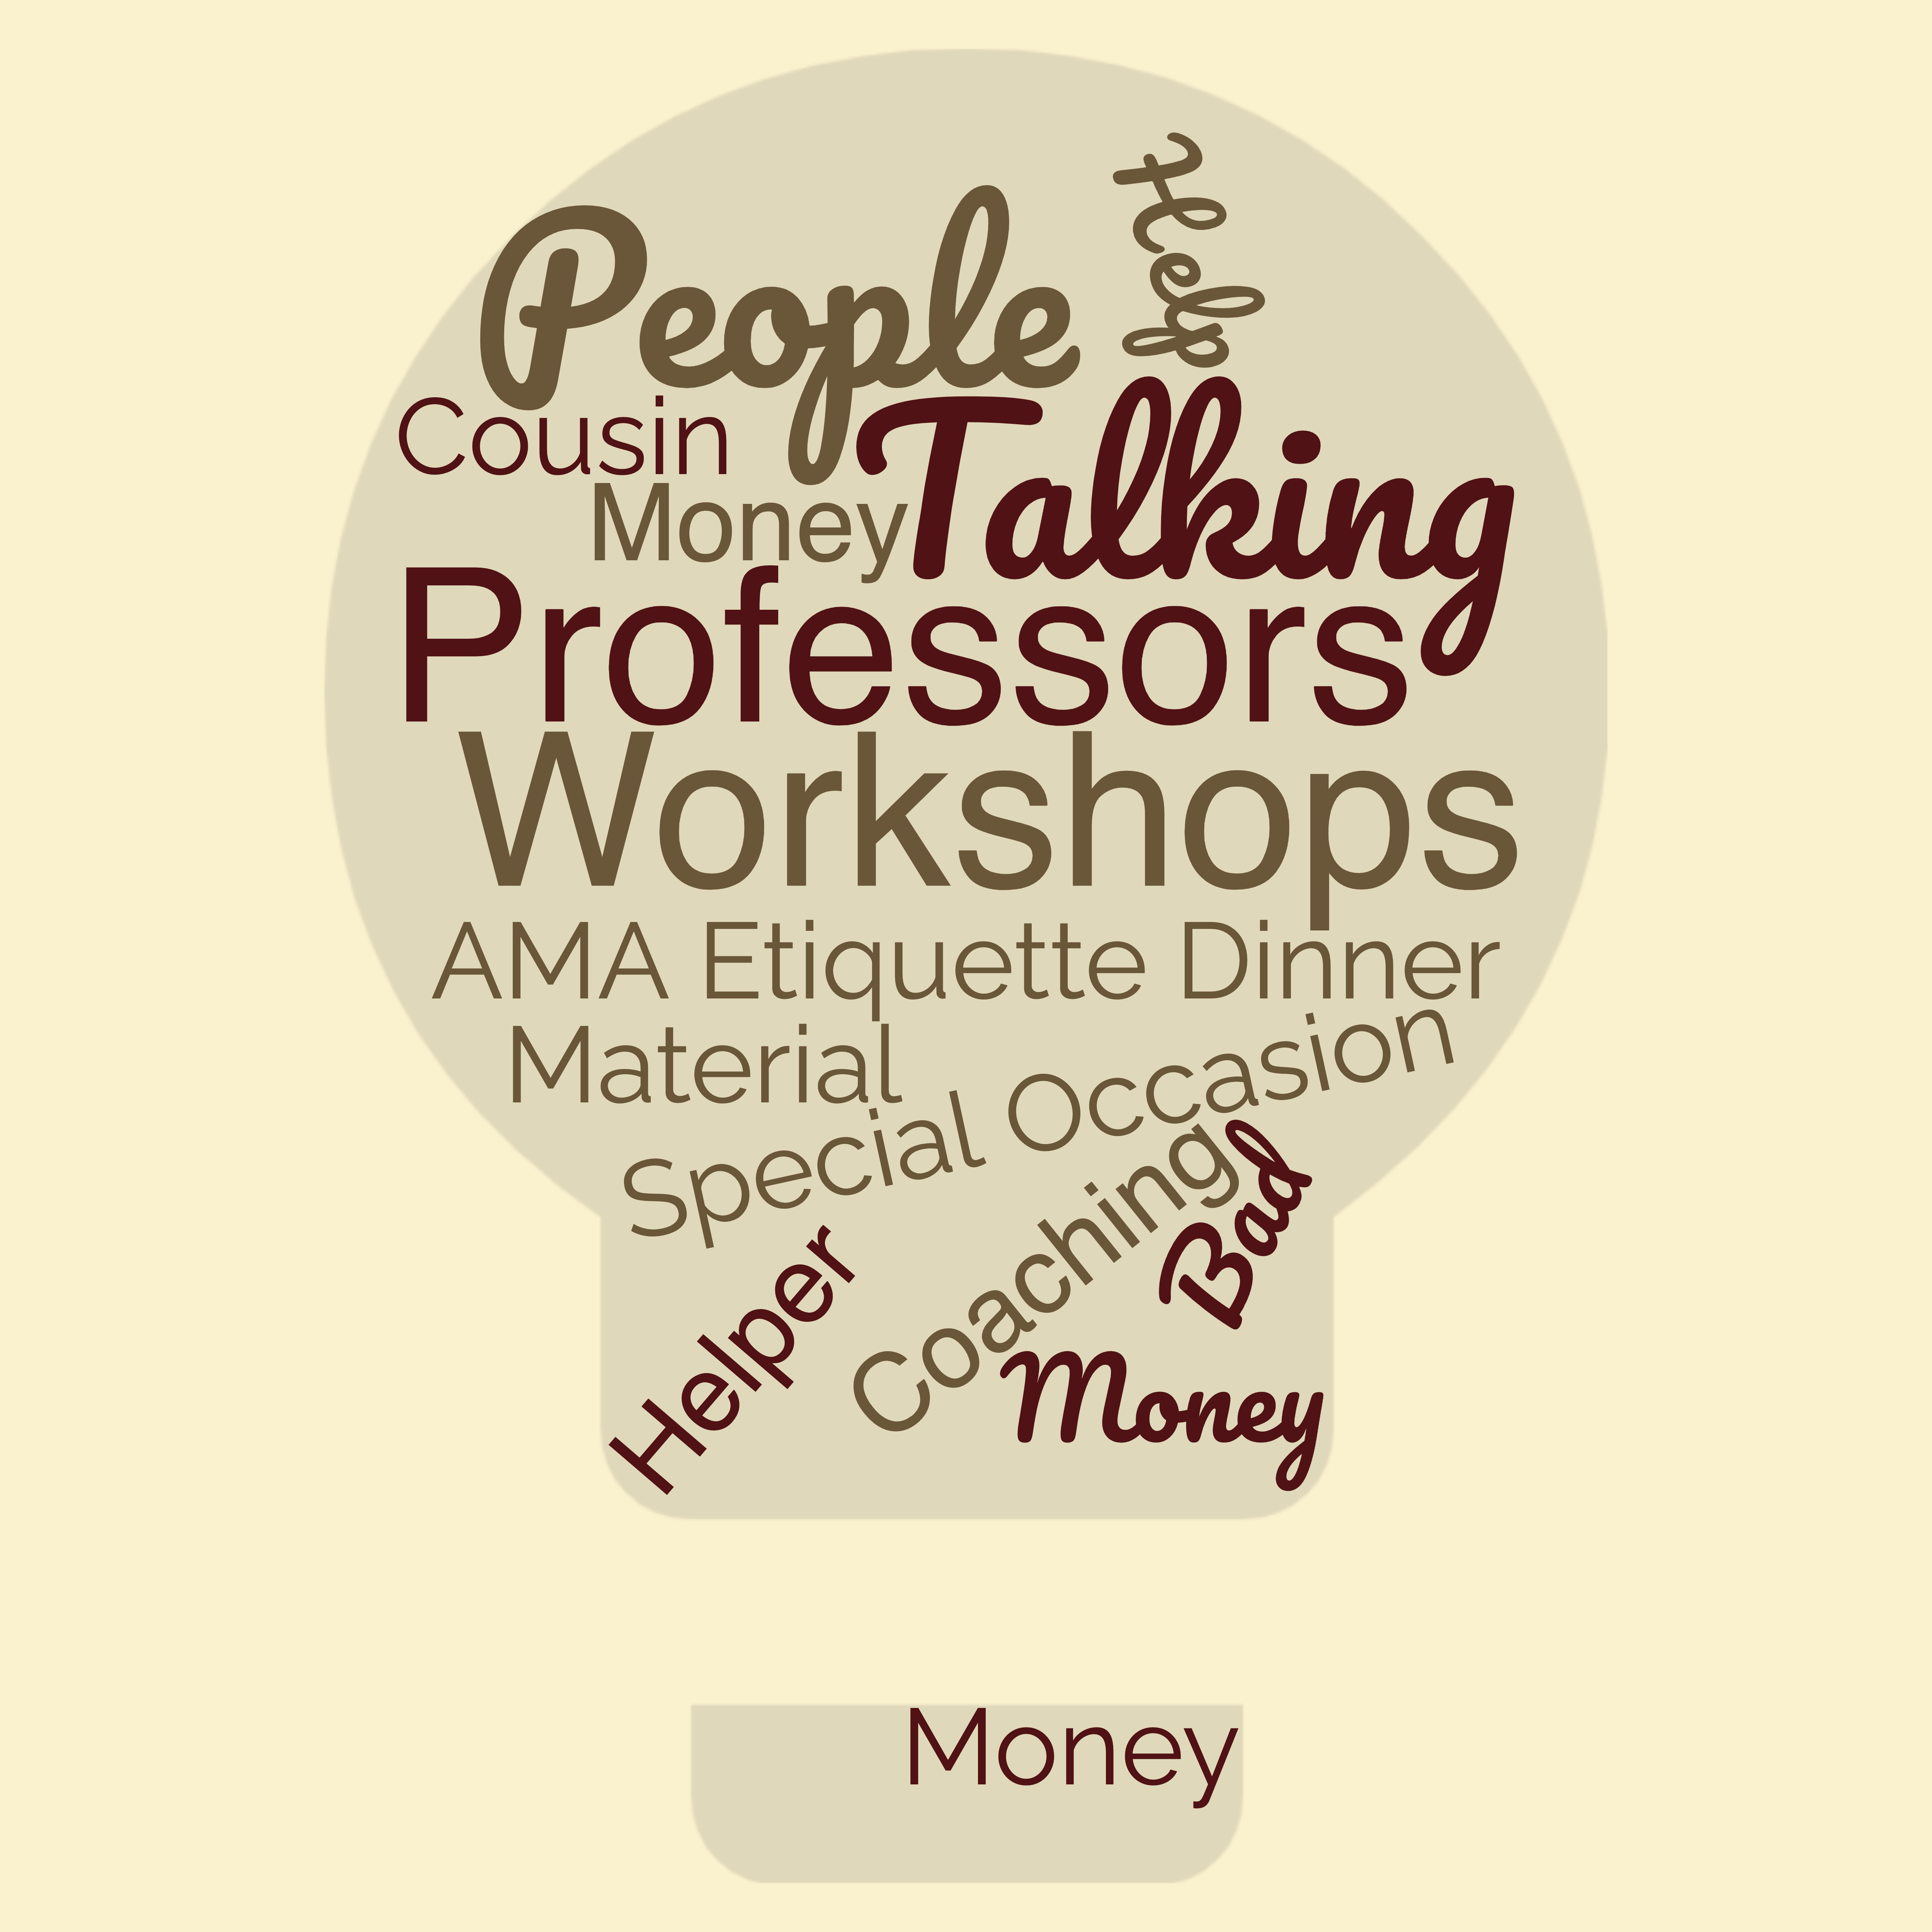 Help
People
Cousin
Talking
Money
Professors
Workshops
AMA Etiquette Dinner
Material
Special Occasion
Coaching
Bad
Helper
Money
Money